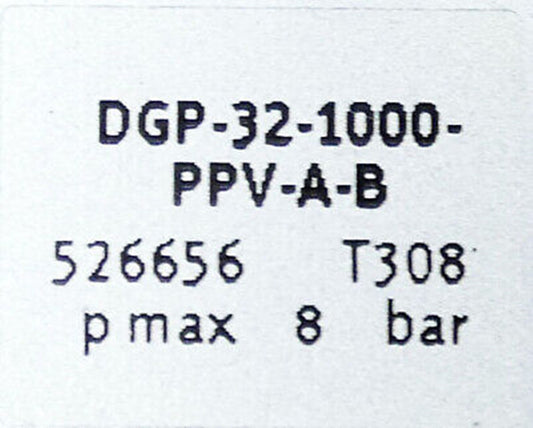 DGP-32-1000-
PPV-A-B
526656 T308
p max 8 bar